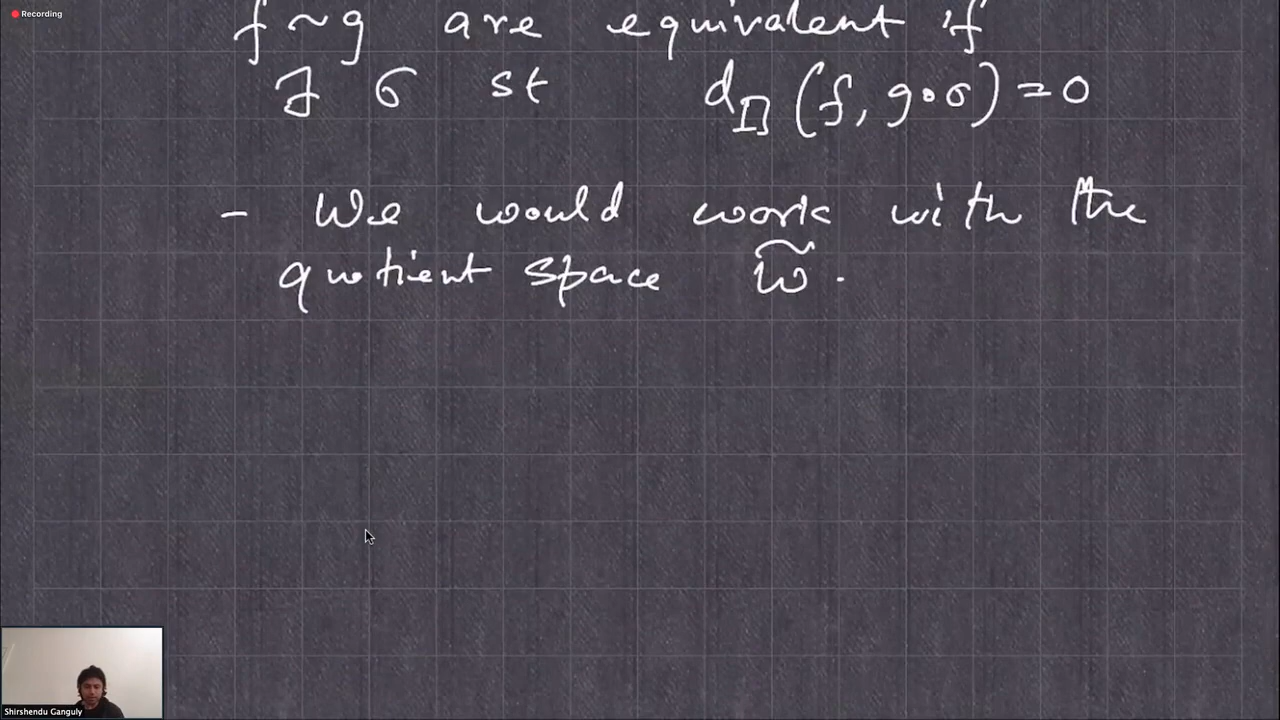 Recording
f ~ g are equivalent if
∃ σ st d□(f, g∘σ) = 0
- We would work with the
quotient space W̃.
Shirshendu Ganguly